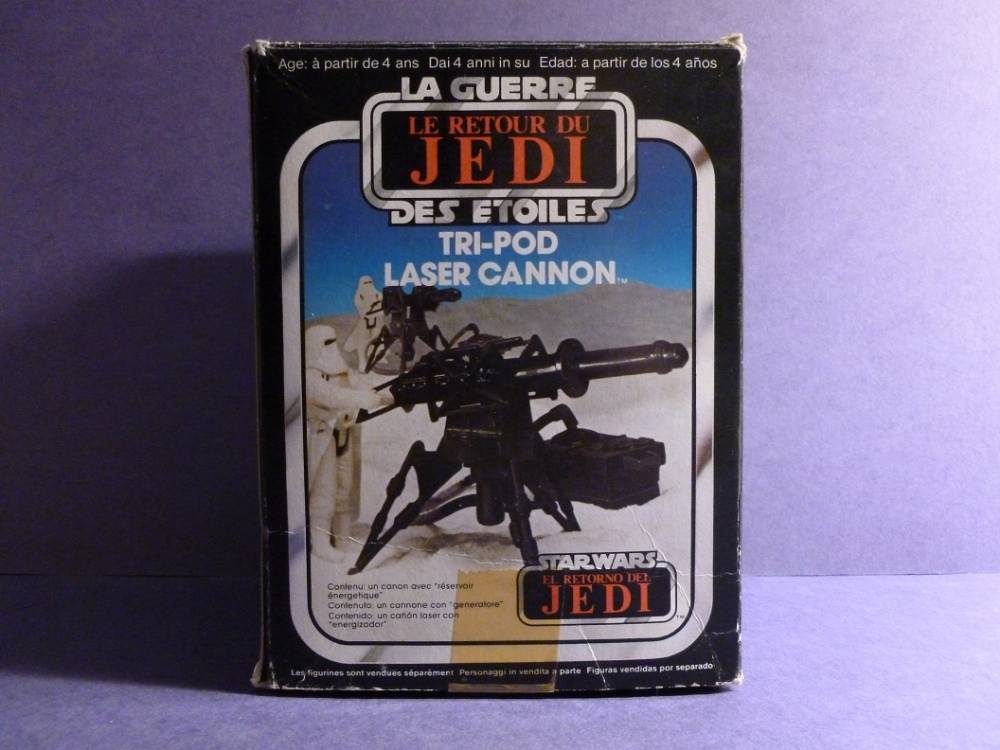 Age: à partir de 4 ans Dai 4 anni in su Edad: a partir de los 4 años
LA GUERRE
LE RETOUR DU
JEDI
DES ETOILES
TRI-POD
LASER CANNON™
Contenu: un canon avec "réservoir
énergetique"
Contenuto: un cannone con "generatore"
Contenido: un cañón laser con
"energizador"
STAR WARS
EL RETORNO DEL
JEDI™
Les figurines sont vendues séparément Personaggi in vendita a parte Figuras vendidas por separado